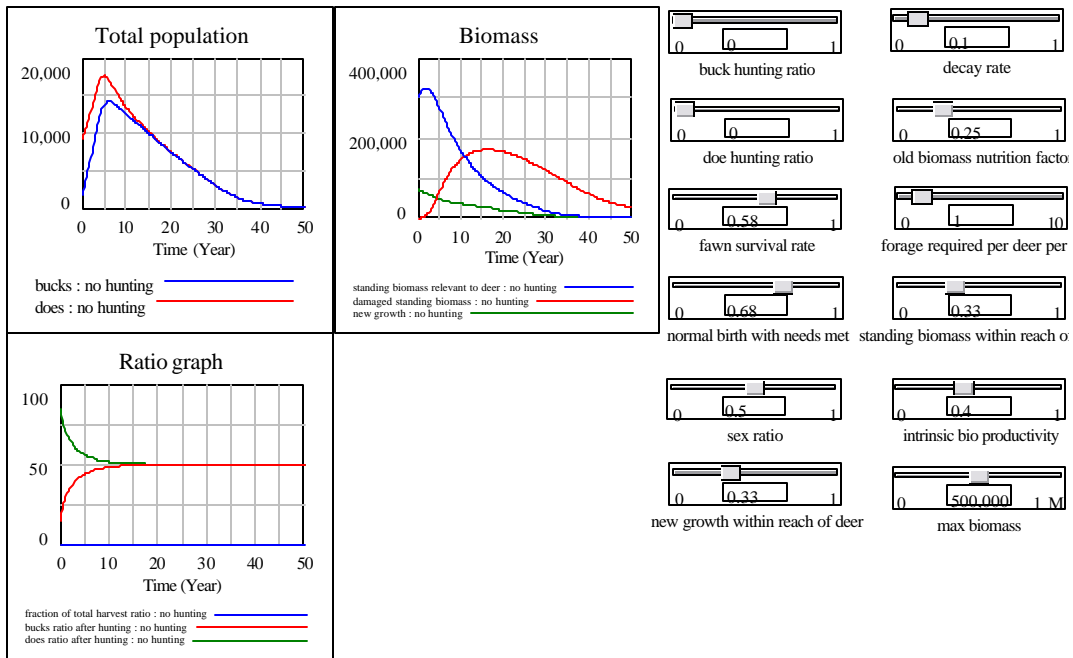 Total population
20,000
10,000
0
0 10 20 30 40 50
Time (Year)
bucks : no hunting
does : no hunting
Biomass
400,000
200,000
0
0 10 20 30 40 50
Time (Year)
standing biomass relevant to deer : no hunting
damaged standing biomass : no hunting
new growth : no hunting
Ratio graph
100
50
0
0 10 20 30 40 50
Time (Year)
fraction of total harvest ratio : no hunting
bucks ratio after hunting : no hunting
does ratio after hunting : no hunting
0 0 1
buck hunting ratio
0 0.1 1
decay rate
0 0 1
doe hunting ratio
0 0.25 1
old biomass nutrition facto
0 0.58 1
fawn survival rate
0 1 10
forage required per deer per
0 0.68 1
normal birth with needs met
0 0.33 1
standing biomass within reach o
0 0.5 1
sex ratio
0 0.4 1
intrinsic bio productivity
0 0.33 1
new growth within reach of deer
0 500,000 1 M
max biomass